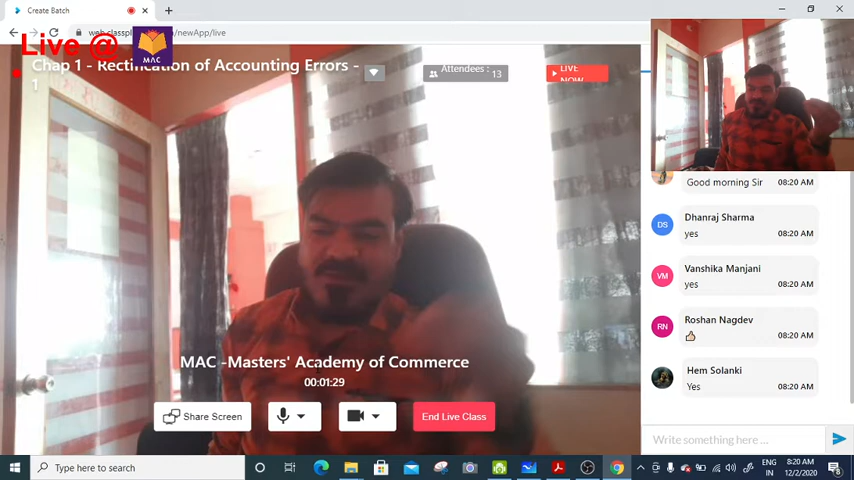 Create Batch
Live @
MAC
web.classpl
/newApp/live
Chap 1 - Rectification of Accounting Errors -
1
Attendees :
13
LIVE
NOW
Good morning Sir
08:20 AM
DS
Dhanraj Sharma
yes
08:20 AM
VM
Vanshika Manjani
yes
08:20 AM
RN
Roshan Nagdev
👍
08:20 AM
Hem Solanki
Yes
08:20 AM
MAC -Masters' Academy of Commerce
00:01:29
Share Screen
End Live Class
Write something here ...
Type here to search
ENG
IN
8:20 AM
12/2/2020
8